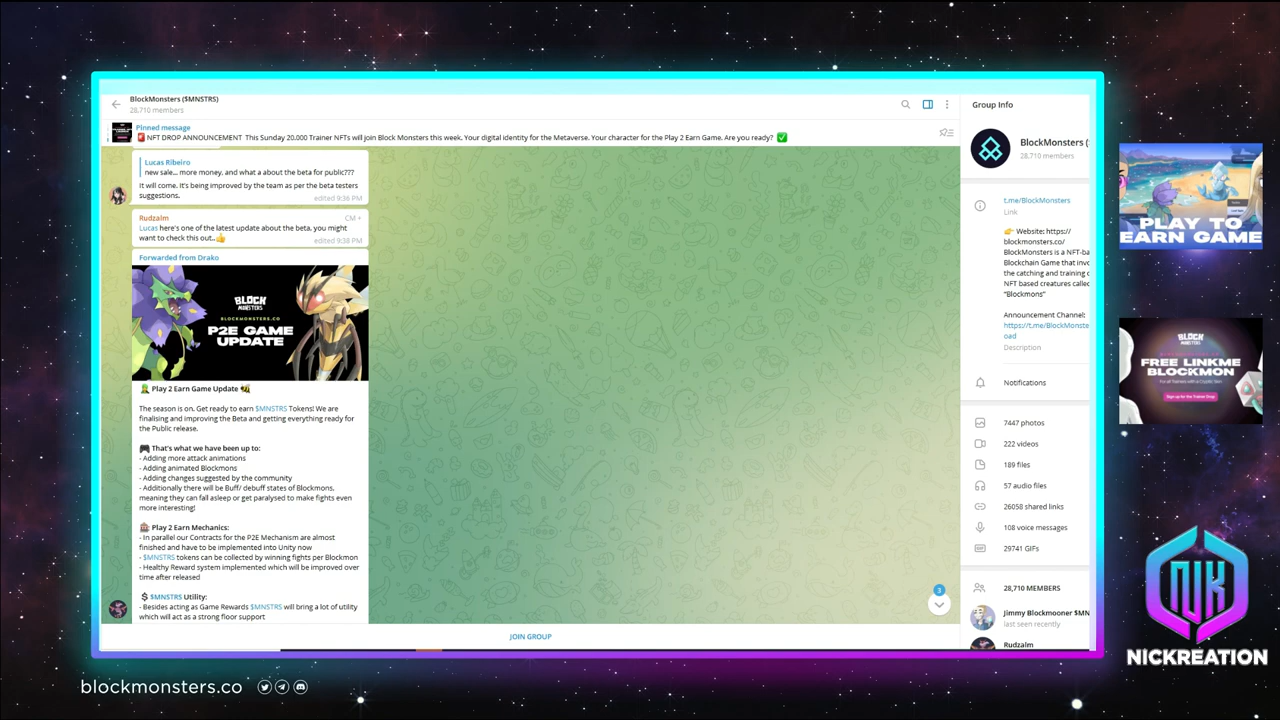 BlockMonsters ($MNSTRS)
28,710 members
Pinned message
NFT DROP ANNOUNCEMENT This Sunday 20.000 Trainer NFTs will join Block Monsters this week. Your digital identity for the Metaverse. Your character for the Play 2 Earn Game. Are you ready?
Lucas Ribeiro
new sale... more money, and what a about the beta for public???
It will come. It's being improved by the team as per the beta testers
suggestions.
edited 9:36 PM
Rudzalm
CM
Lucas here's one of the latest update about the beta, you might
want to check this out..
edited 9:38 PM
Forwarded from Drako
BLOCK
MONSTERS
BLOCKMONSTERS.CO
P2E GAME
UPDATE
Play 2 Earn Game Update
The season is on. Get ready to earn $MNSTRS Tokens! We are
finalising and improving the Beta and getting everything ready for
the Public release.
That's what we have been up to:
- Adding more attack animations
- Adding animated Blockmons
- Adding changes suggested by the community
- Additionally there will be Buff/ debuff states of Blockmons,
meaning they can fall asleep or get paralysed to make fights even
more interesting!
Play 2 Earn Mechanics:
- In parallel our Contracts for the P2E Mechanism are almost
finished and have to be implemented into Unity now
- $MNSTRS tokens can be collected by winning fights per Blockmon
- Healthy Reward system implemented which will be improved over
time after released
$ $MNSTRS Utility:
- Besides acting as Game Rewards $MNSTRS will bring a lot of utility
which will act as a strong floor support
3
JOIN GROUP
Group Info
BlockMonsters (
28,710 members
t.me/BlockMonsters
Link
Website: https://
blockmonsters.co/
BlockMonsters is a NFT-ba
Blockchain Game that invo
the catching and training o
NFT based creatures calle
"Blockmons"
Announcement Channel:
https://t.me/BlockMonste
oad
Description
Notifications
7447 photos
222 videos
189 files
57 audio files
26058 shared links
108 voice messages
GIF
29741 GIFs
28,710 MEMBERS
Jimmy Blockmooner $MN
last seen recently
Rudzalm
PLAY TO
EARN GAME
BLOCK
MONSTERS
FREE LINKME
BLOCKMON
For all Trainers with a Cryptic Skin
Sign up for the Trainer Drop
NICKREATION
blockmonsters.co